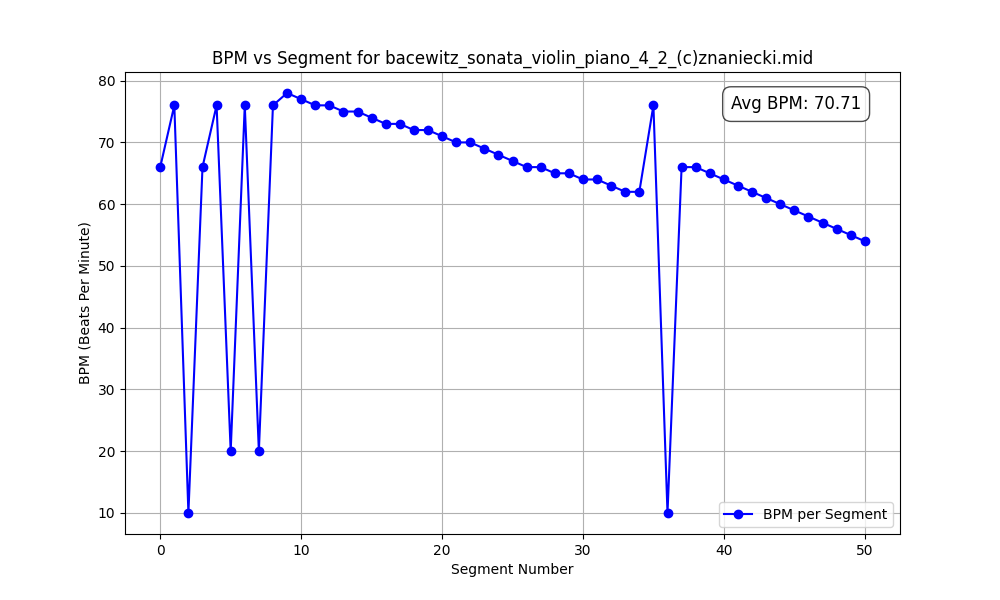 BPM vs Segment for bacewitz_sonata_violin_piano_4_2_(c)znaniecki.mid
Avg BPM: 70.71
BPM (Beats Per Minute)
80
70
60
50
40
30
20
10
BPM per Segment
0 10 20 30 40 50
Segment Number